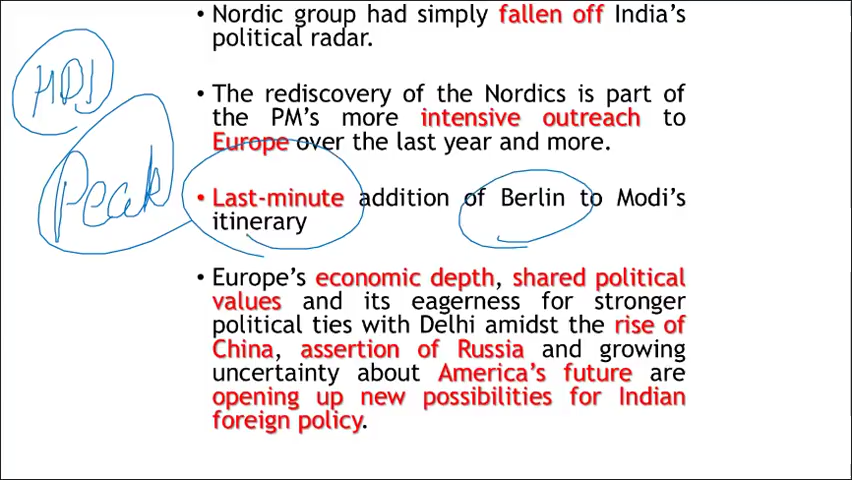 • Nordic group had simply fallen off India's
political radar.
HDI
• The rediscovery of the Nordics is part of
the PM's more intensive outreach to
Europe over the last year and more.
Peak
• Last-minute addition of Berlin to Modi's
itinerary
• Europe's economic depth, shared political
values and its eagerness for stronger
political ties with Delhi amidst the rise of
China, assertion of Russia and growing
uncertainty about America's future are
opening up new possibilities for Indian
foreign policy.